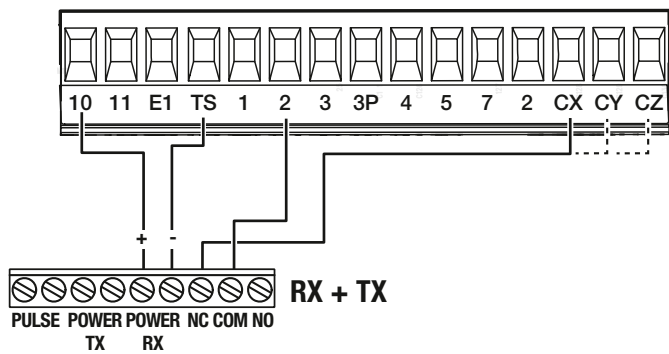 10 11 E1 TS 1 2 3 3P 4 5 7 2 CX CY CZ
+ -
RX + TX
PULSE POWER POWER NC COM NO
TX RX